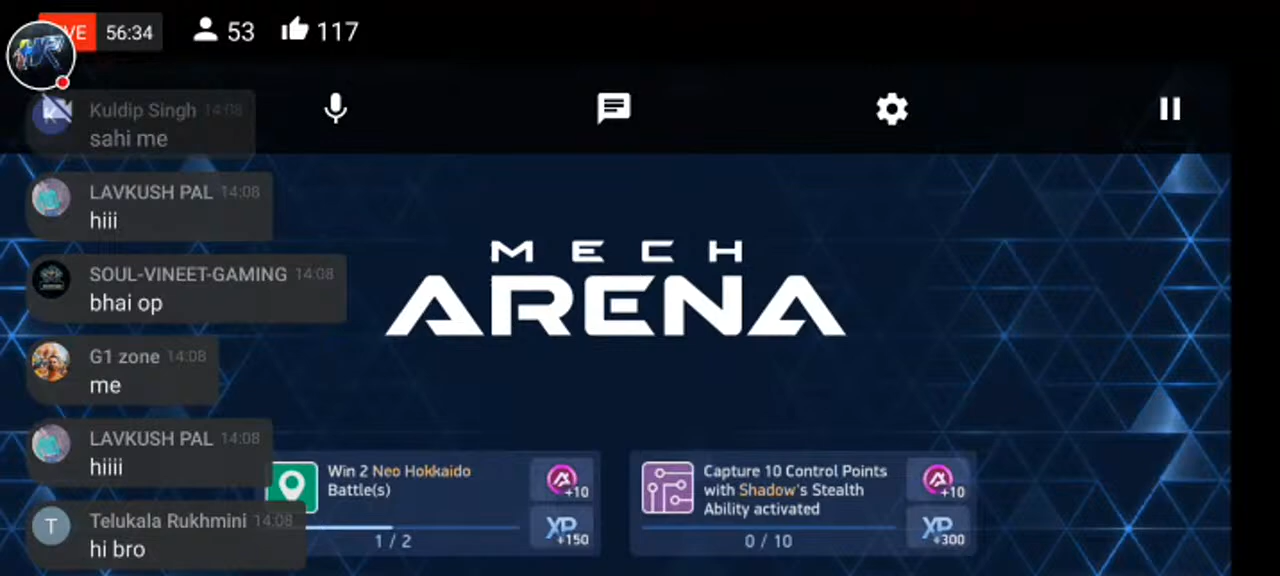 VE 56:34 53 117
Kuldip Singh 14:08
sahi me
LAVKUSH PAL 14:08
hiii
SOUL-VINEET-GAMING 14:08
bhai op
G1 zone 14:08
me
LAVKUSH PAL 14:08
hiiii
T
Telukala Rukhmini 14:08
hi bro
MECH
ARENA
Win 2 Neo Hokkaido
Battle(s)
+10
XP
+150
1 / 2
Capture 10 Control Points
with Shadow's Stealth
Ability activated
+10
XP
+300
0 / 10